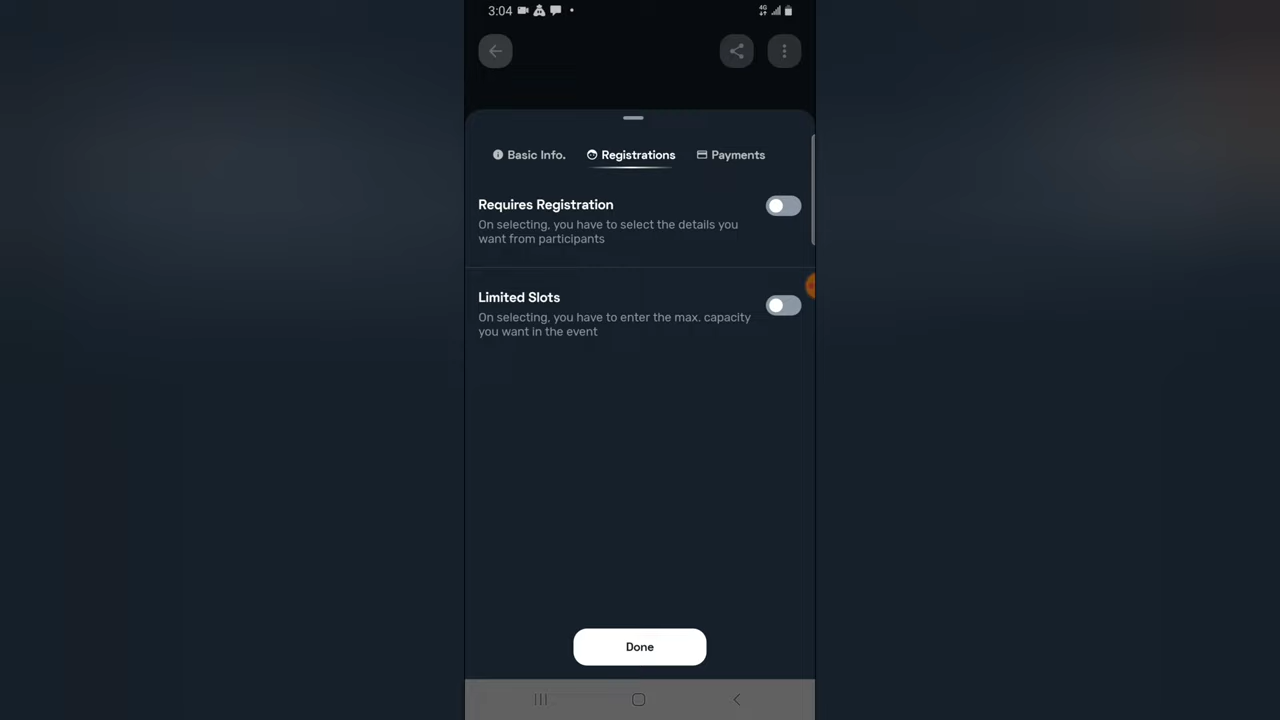 3:04
4G
Basic Info.
Registrations
Payments
Requires Registration
On selecting, you have to select the details you
want from participants
Limited Slots
On selecting, you have to enter the max. capacity
you want in the event
Done